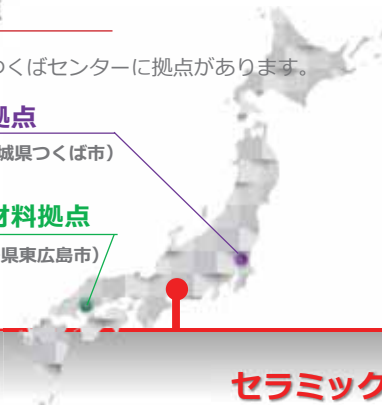 つくばセンターに拠点があります。
拠点
城県つくば市）
材料拠点
県東広島市）
セラミック